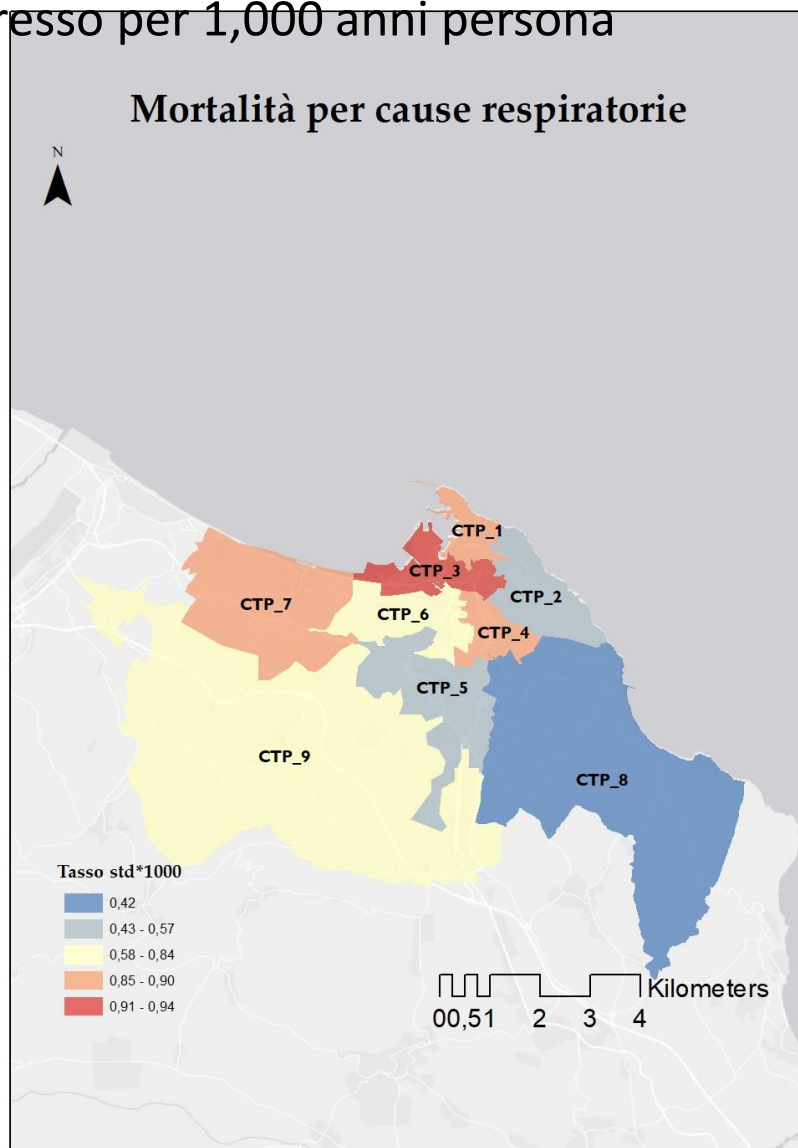 resso per 1,000 anni persona
Mortalità per cause respiratorie
N
CTP_1
CTP_3
CTP_2
CTP_7
CTP_6
CTP_4
CTP_5
CTP_9
CTP_8
Tasso std*1000
0,42
0,43 - 0,57
0,58 - 0,84
0,85 - 0,90
0,91 - 0,94
Kilometers
00,51 2 3 4